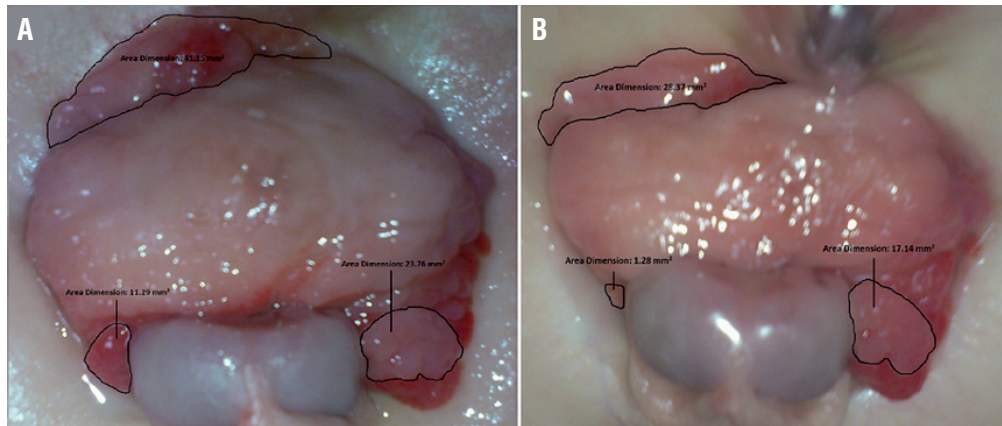 A
B
Area Dimension: 41.15 mm²
Area Dimension: 28.37 mm²
Area Dimension: 23.76 mm²
Area Dimension: 11.29 mm²
Area Dimension: 17.14 mm²
Area Dimension: 1.28 mm²